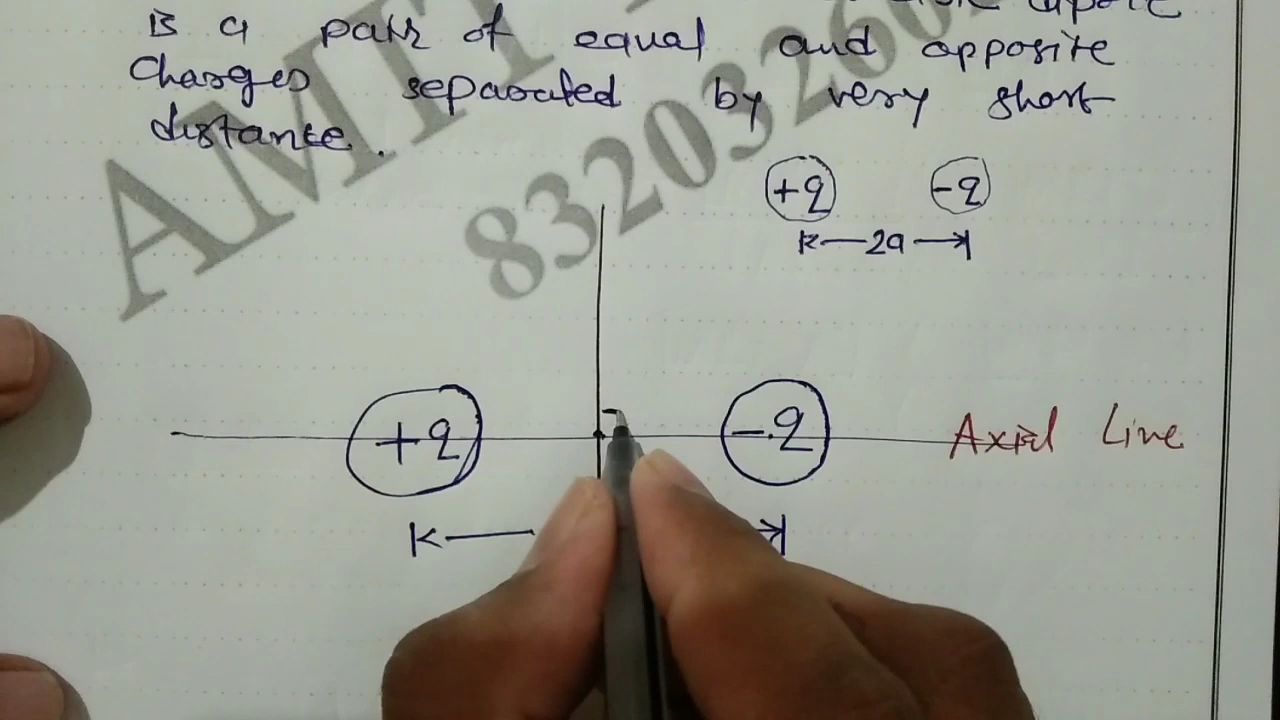 is a pair of equal and opposite
charges separated by very short
distance.
+q -q
2a
+q -q Axial Line